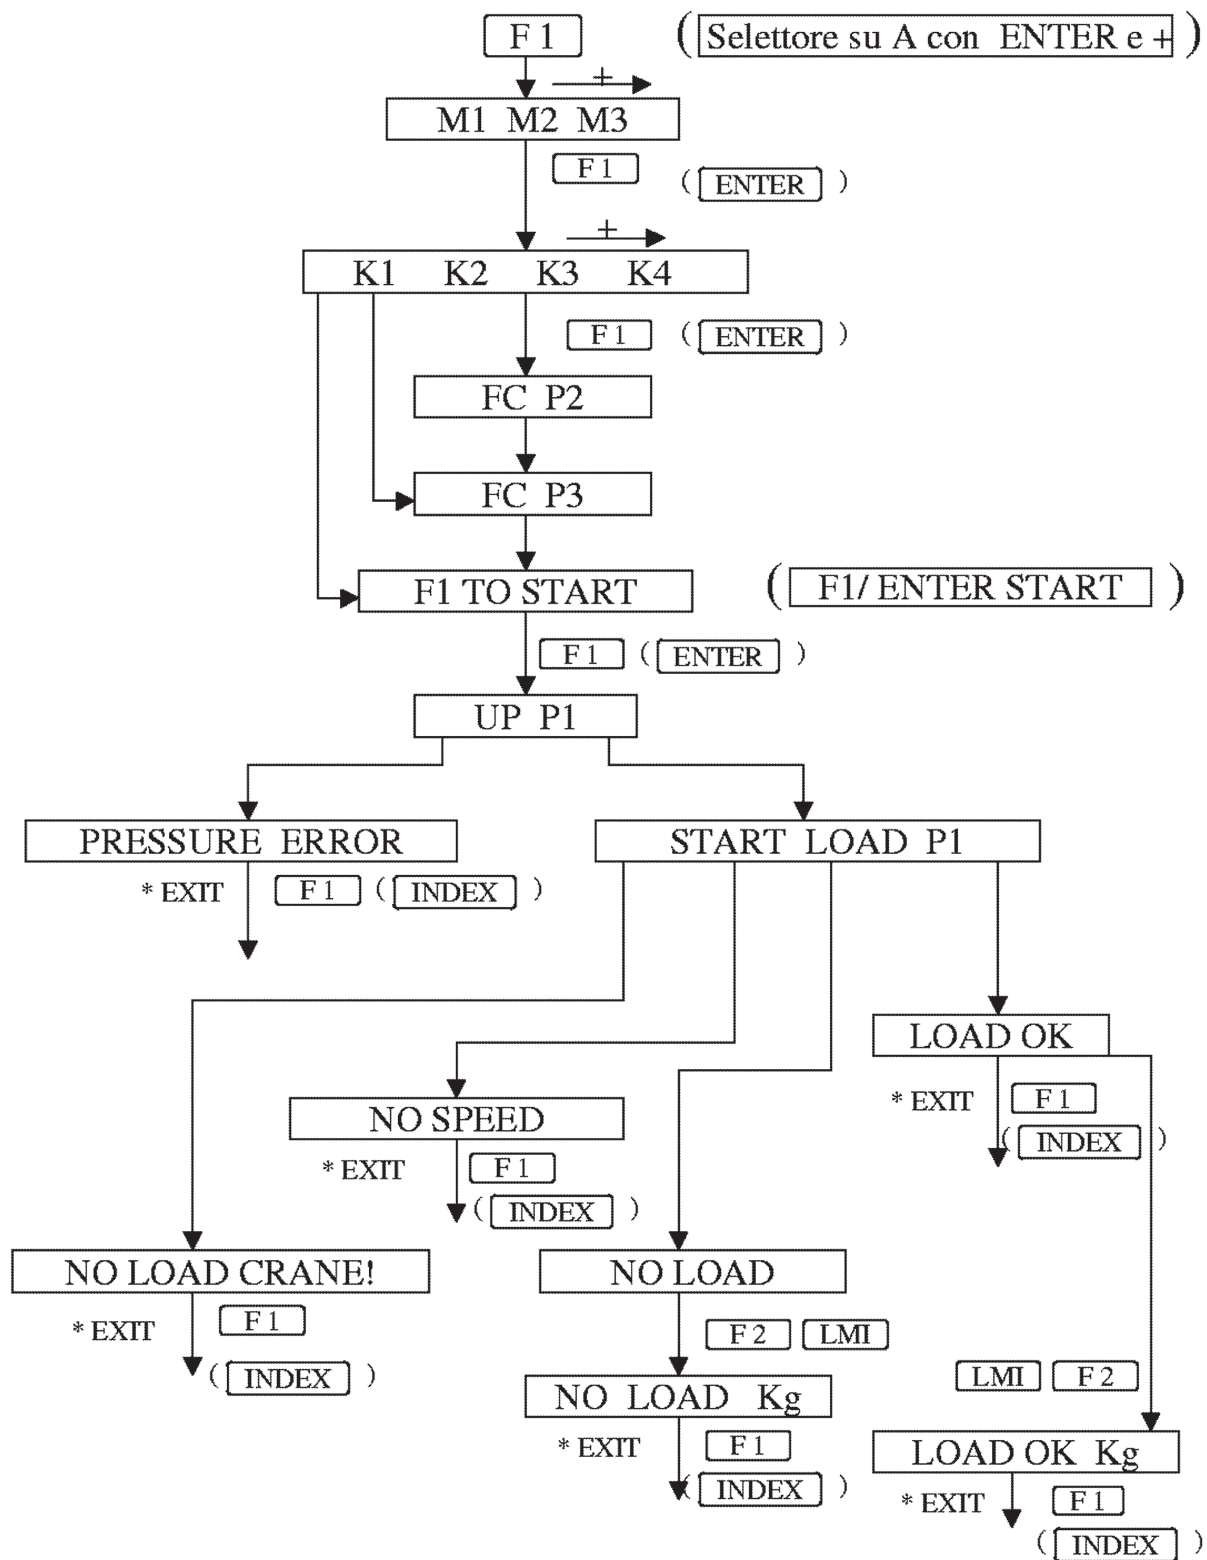 F 1 ( Selettore su A con ENTER e + )
+
M1 M2 M3
F 1 ( ENTER )
+
K1 K2 K3 K4
F 1 ( ENTER )
FC P2
FC P3
F1 TO START ( F1/ ENTER START )
F 1 ( ENTER )
UP P1
PRESSURE ERROR START LOAD P1
* EXIT F 1 ( INDEX )
LOAD OK
* EXIT F 1
( INDEX )
NO SPEED
* EXIT F 1
( INDEX )
NO LOAD CRANE! NO LOAD
* EXIT F 1
( INDEX )
F 2 LMI
LMI F 2
NO LOAD Kg
* EXIT F 1
( INDEX )
LOAD OK Kg
* EXIT F 1
( INDEX )